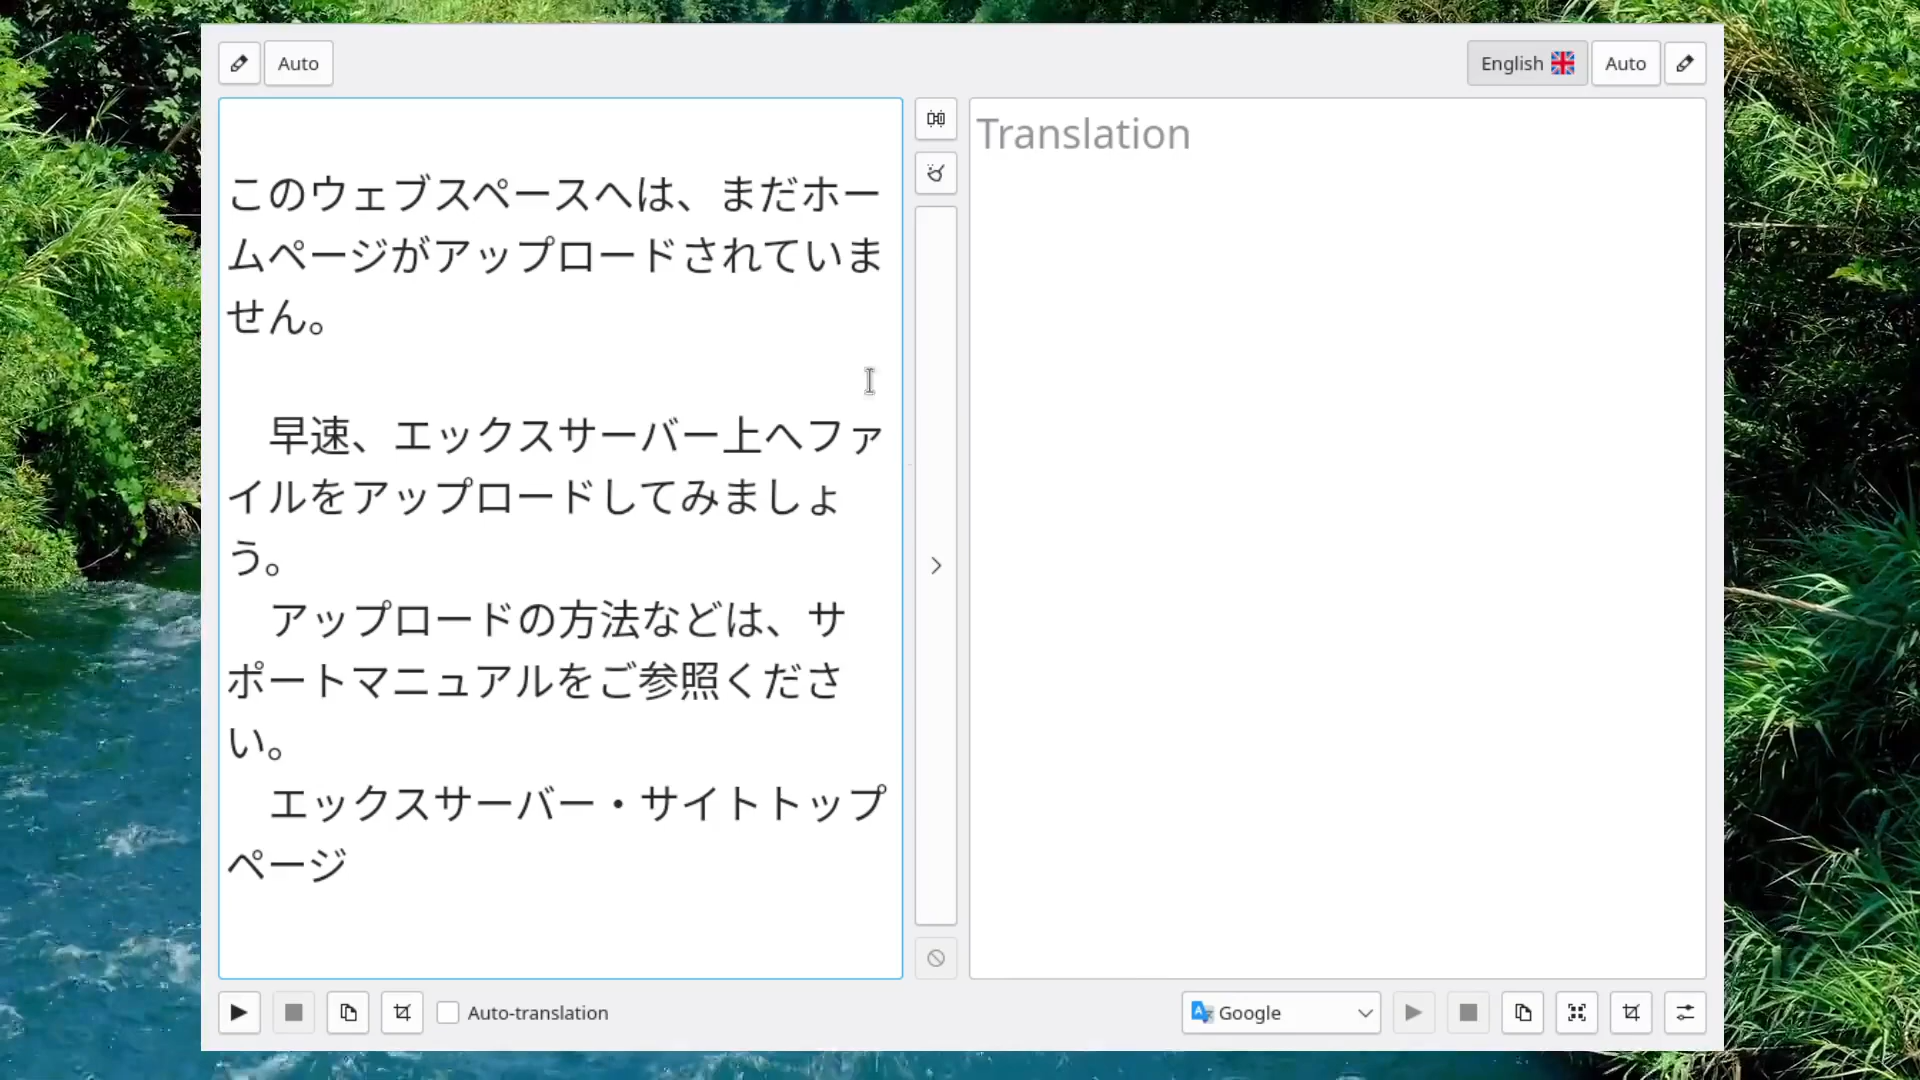 Auto
English
Auto
このウェブスペースへは、まだホー
ムページがアップロードされていま
せん。
　早速、エックスサーバー上へファ
イルをアップロードしてみましょ
う。
　アップロードの方法などは、サ
ポートマニュアルをご参照くださ
い。
　エックスサーバー・サイトトップ
ページ
Translation
Auto-translation
Google